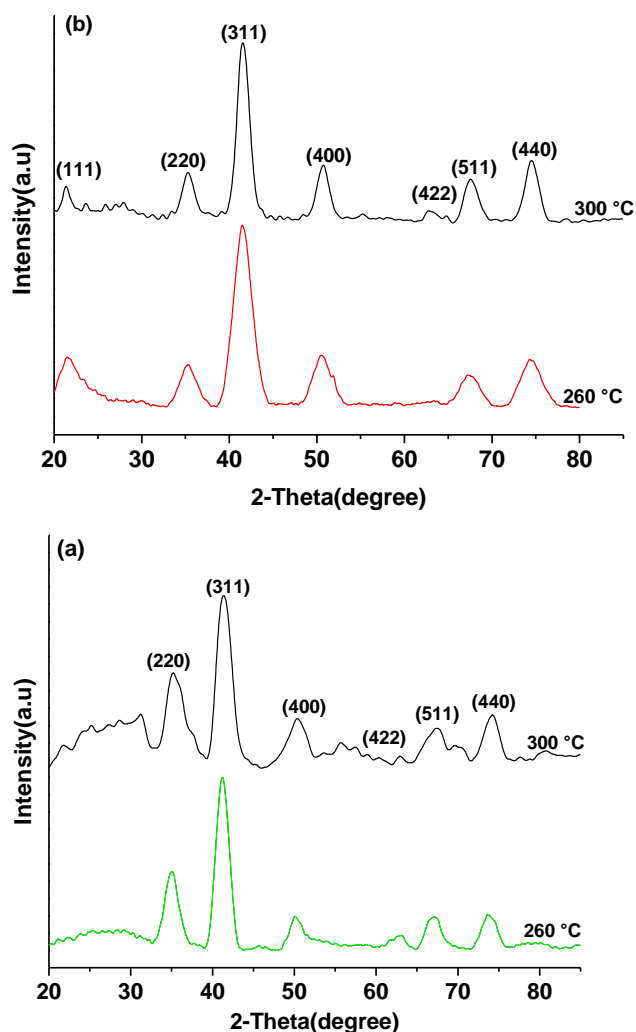 (b)
(311)
(111)
(220)
(400)
(422)
(511)
(440)
300 °C
260 °C
Intensity(a.u)
20 30 40 50 60 70 80
2-Theta(degree)
(a)
(311)
(220)
(400)
(422)
(511)
(440)
300 °C
260 °C
Intensity(a.u)
20 30 40 50 60 70 80
2-Theta(degree)